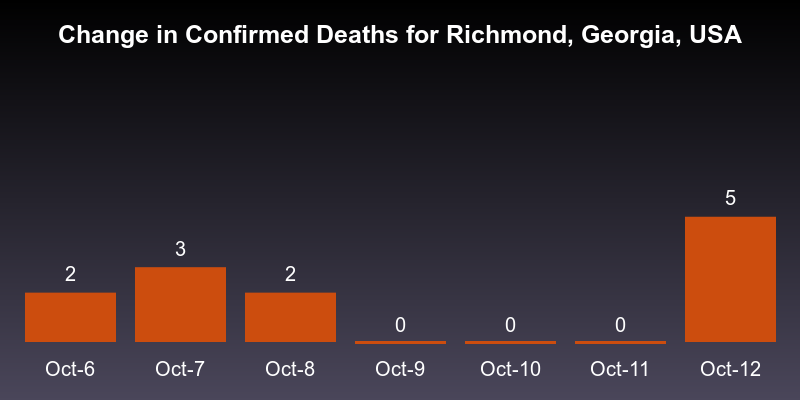 Change in Confirmed Deaths for Richmond, Georgia, USA
5
3
2 2
0 0 0
Oct-6 Oct-7 Oct-8 Oct-9 Oct-10 Oct-11 Oct-12